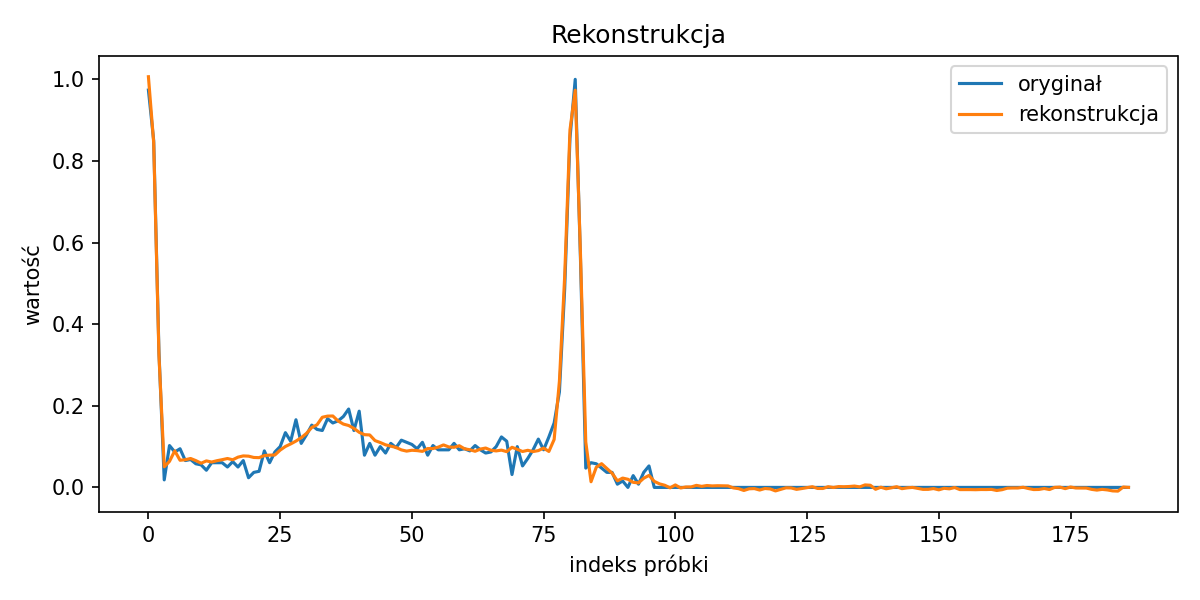 Rekonstrukcja
oryginał
rekonstrukcja
wartość
1.0
0.8
0.6
0.4
0.2
0.0
0 25 50 75 100 125 150 175
indeks próbki